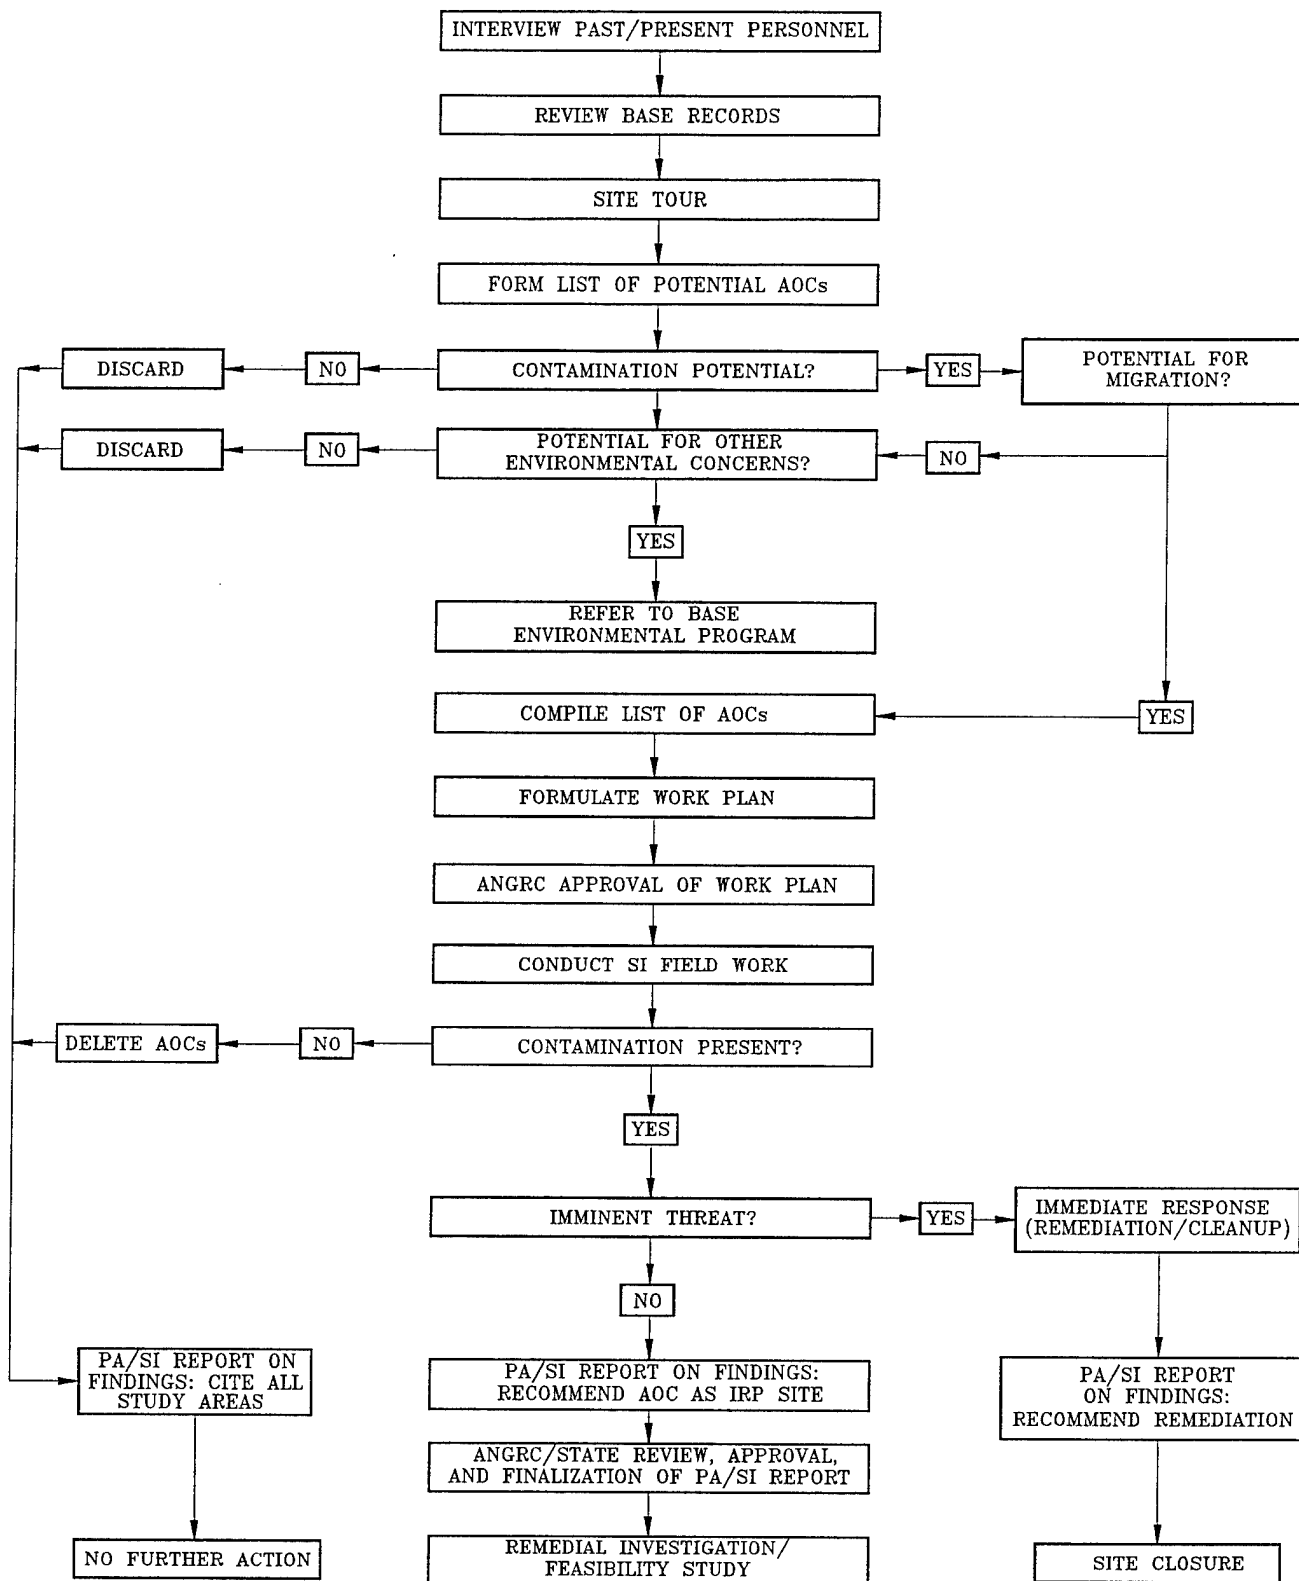 INTERVIEW PAST/PRESENT PERSONNEL
REVIEW BASE RECORDS
SITE TOUR
FORM LIST OF POTENTIAL AOCs
DISCARD
NO
CONTAMINATION POTENTIAL?
YES
POTENTIAL FOR
MIGRATION?
DISCARD
NO
POTENTIAL FOR OTHER
ENVIRONMENTAL CONCERNS?
NO
YES
REFER TO BASE
ENVIRONMENTAL PROGRAM
COMPILE LIST OF AOCs
YES
FORMULATE WORK PLAN
ANGRC APPROVAL OF WORK PLAN
CONDUCT SI FIELD WORK
DELETE AOCs
NO
CONTAMINATION PRESENT?
YES
IMMINENT THREAT?
YES
IMMEDIATE RESPONSE
(REMEDIATION/CLEANUP)
NO
PA/SI REPORT ON
FINDINGS: CITE ALL
STUDY AREAS
PA/SI REPORT ON FINDINGS:
RECOMMEND AOC AS IRP SITE
PA/SI REPORT
ON FINDINGS:
RECOMMEND REMEDIATION
ANGRC/STATE REVIEW, APPROVAL,
AND FINALIZATION OF PA/SI REPORT
NO FURTHER ACTION
REMEDIAL INVESTIGATION/
FEASIBILITY STUDY
SITE CLOSURE